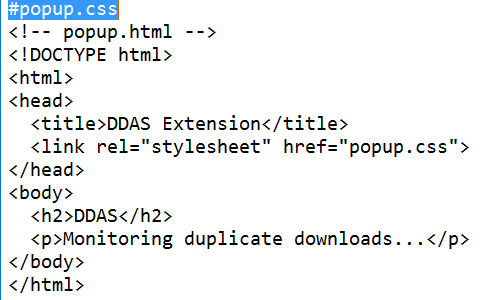 #popup.css
<!-- popup.html -->
<!DOCTYPE html>
<html>
<head>
  <title>DDAS Extension</title>
  <link rel="stylesheet" href="popup.css">
</head>
<body>
  <h2>DDAS</h2>
  <p>Monitoring duplicate downloads...</p>
</body>
</html>